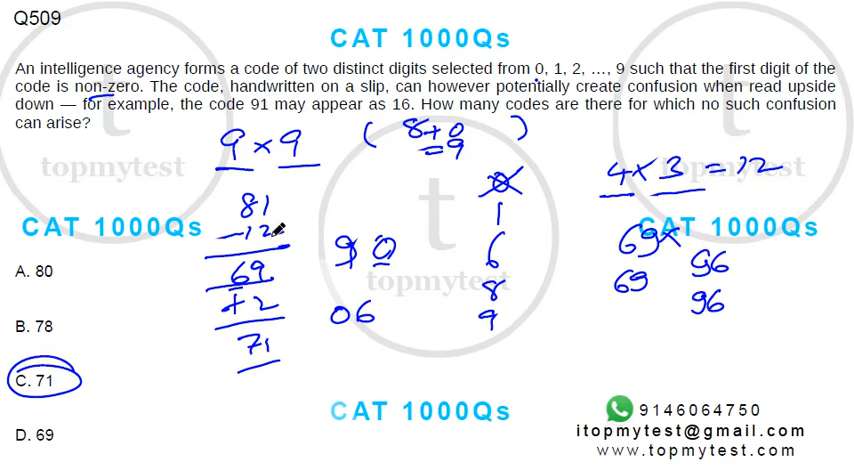 Q509
CAT 1000Qs
An intelligence agency forms a code of two distinct digits selected from 0, 1, 2, …, 9 such that the first digit of the
code is non-zero. The code, handwritten on a slip, can however potentially create confusion when read upside
down — for example, the code 91 may appear as 16. How many codes are there for which no such confusion
can arise?
9 × 9
( 8+0 )
=9
4 × 3 = 12
topmytest
topmytest
81
0
1
CAT 1000Qs
CAT 1000Qs
-12
90
6
69×
96
A. 80
69
topmytest
8
69
96
+2
06
9
B. 78
71
C. 71
CAT 1000Qs
9146064750
itopmytest@gmail.com
D. 69
www.topmytest.com